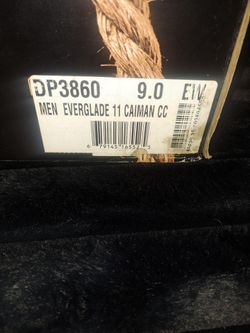 DP3860 9.0 EW
MEN EVERGLADE 11 CAIMAN CC